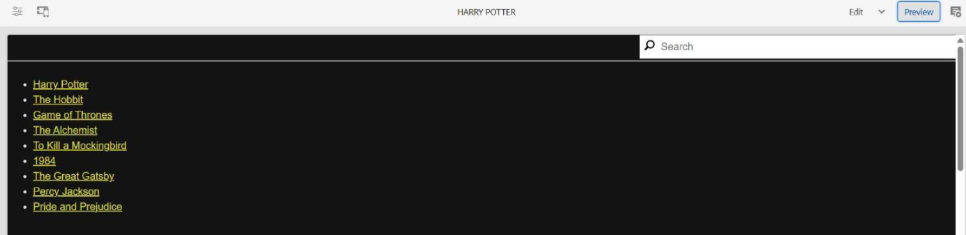 HARRY POTTER
Edit
Preview
Search
Harry Potter
The Hobbit
Game of Thrones
The Alchemist
To Kill a Mockingbird
1984
The Great Gatsby
Percy Jackson
Pride and Prejudice